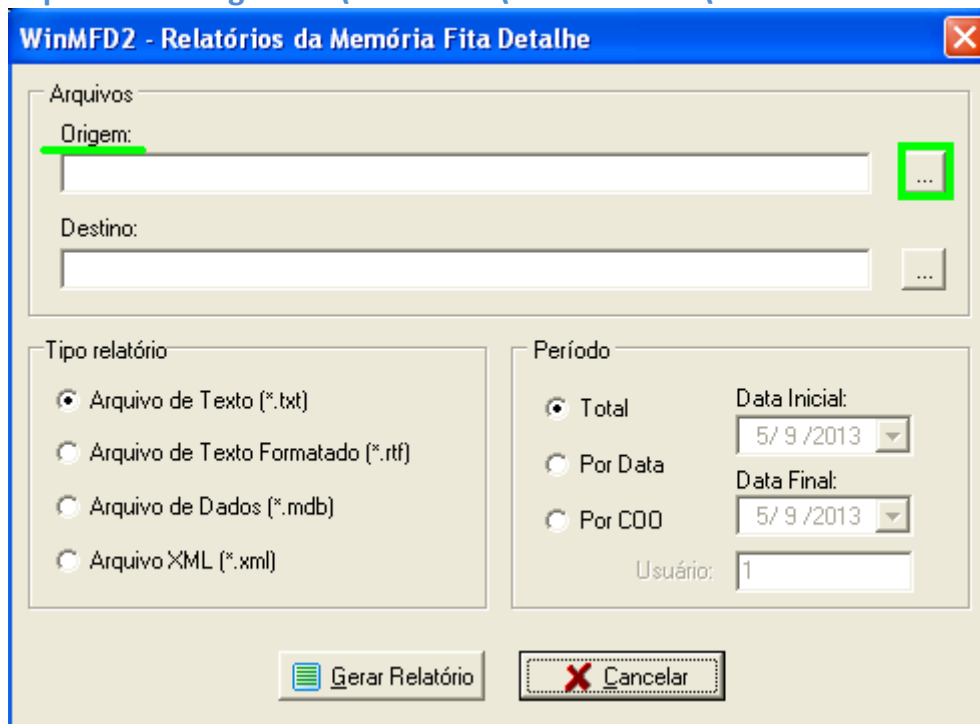 WinMFD2 - Relatórios da Memória Fita Detalhe
Arquivos
Origem:
...
Destino:
...
Tipo relatório
Arquivo de Texto (*.txt)
Arquivo de Texto Formatado (*.rtf)
Arquivo de Dados (*.mdb)
Arquivo XML (*.xml)
Período
Total
Por Data
Por COO
Data Inicial:
5/ 9 /2013
Data Final:
5/ 9 /2013
Usuário:
1
Gerar Relatório
Cancelar